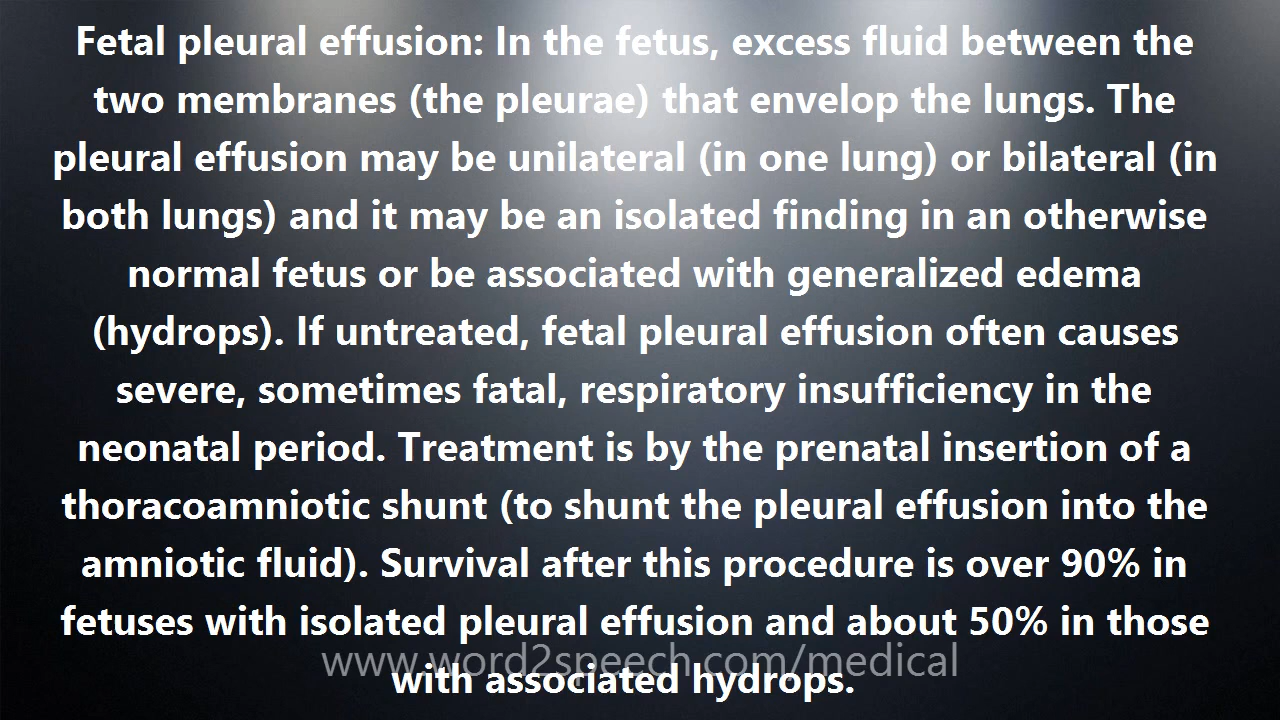 Fetal pleural effusion: In the fetus, excess fluid between the
two membranes (the pleurae) that envelop the lungs. The
pleural effusion may be unilateral (in one lung) or bilateral (in
both lungs) and it may be an isolated finding in an otherwise
normal fetus or be associated with generalized edema
(hydrops). If untreated, fetal pleural effusion often causes
severe, sometimes fatal, respiratory insufficiency in the
neonatal period. Treatment is by the prenatal insertion of a
thoracoamniotic shunt (to shunt the pleural effusion into the
amniotic fluid). Survival after this procedure is over 90% in
fetuses with isolated pleural effusion and about 50% in those
www.word2speech.com/medical
with associated hydrops.